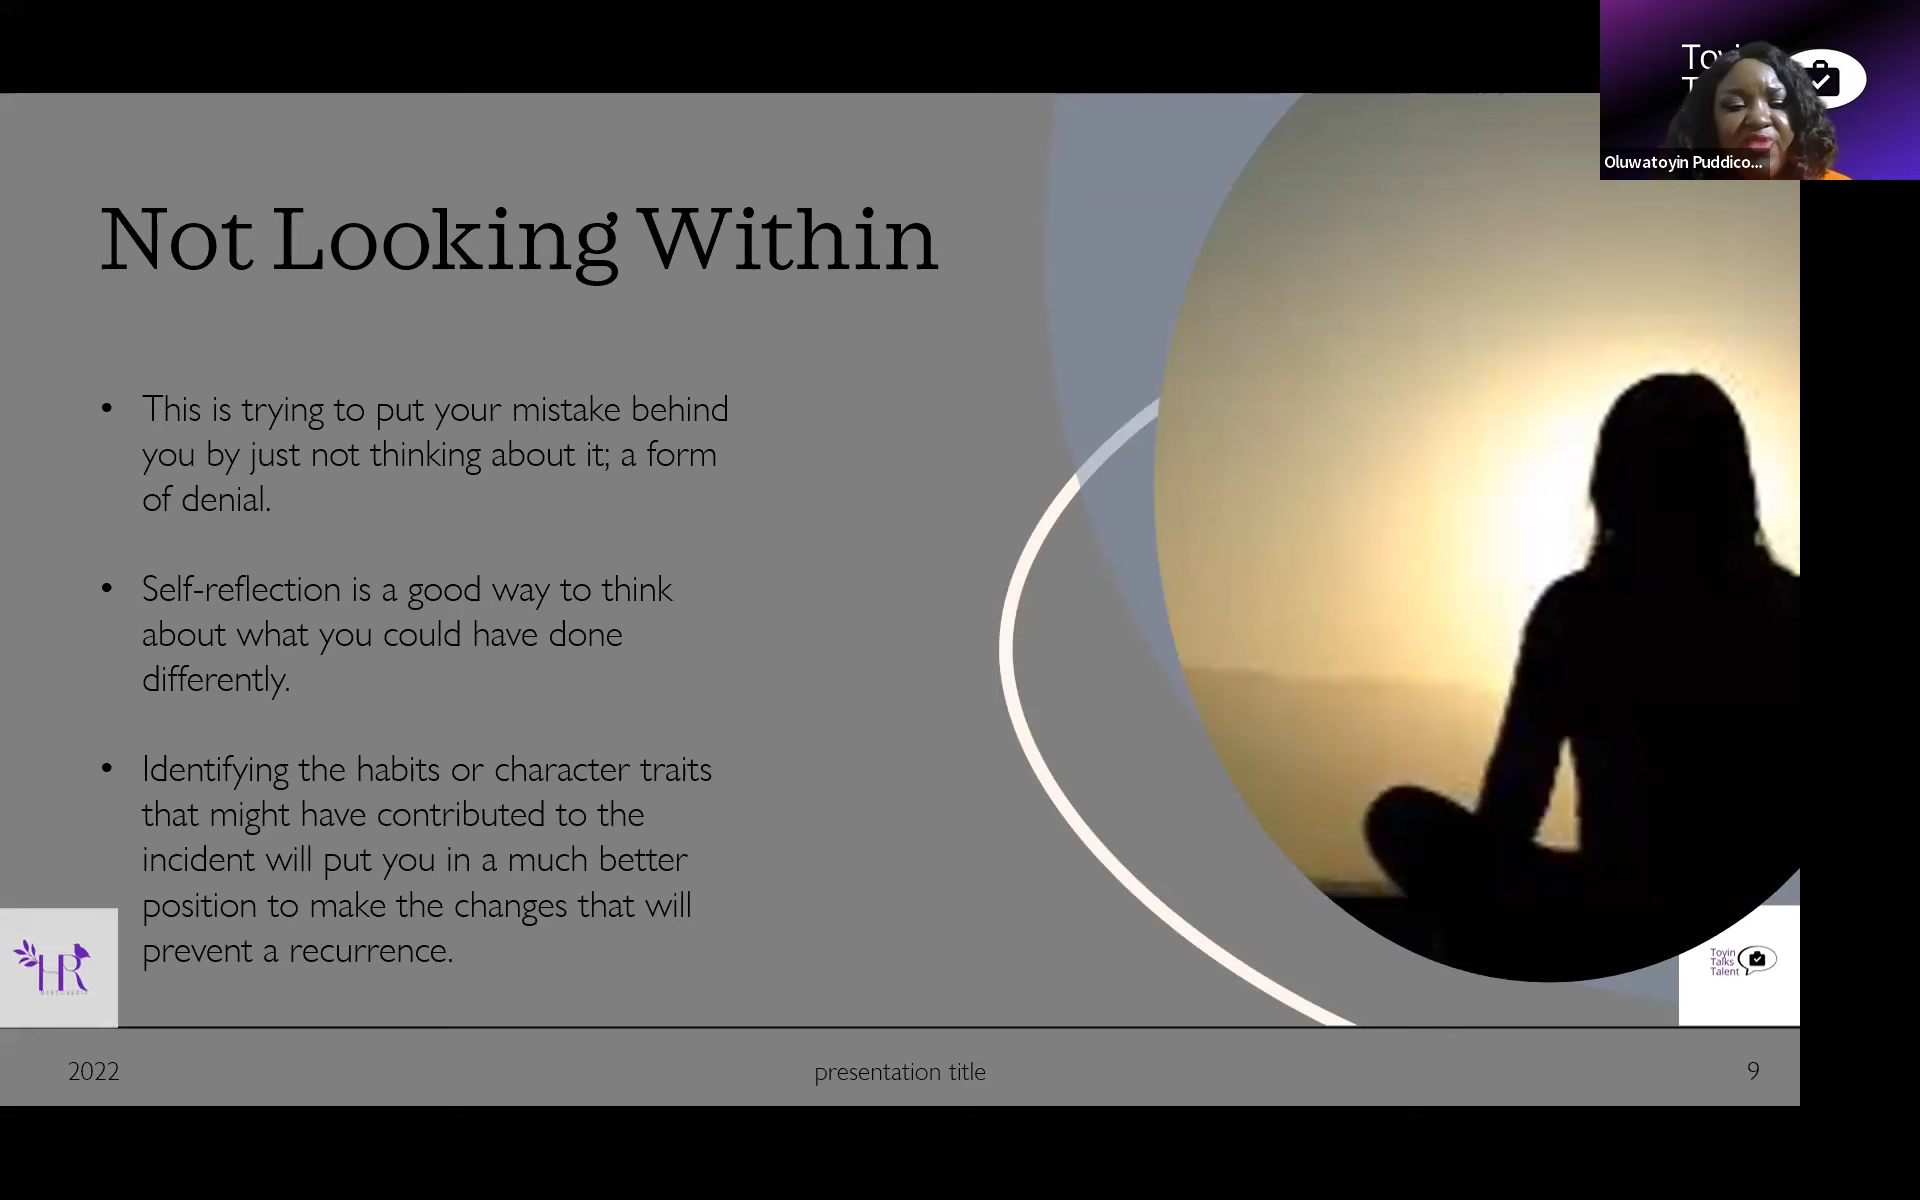 Oluwatoyin Puddico...
Not Looking Within
• This is trying to put your mistake behind
you by just not thinking about it; a form
of denial.
• Self-reflection is a good way to think
about what you could have done
differently.
• Identifying the habits or character traits
that might have contributed to the
incident will put you in a much better
position to make the changes that will
prevent a recurrence.
HR
Toyin
Talks
Talent
2022
presentation title
9